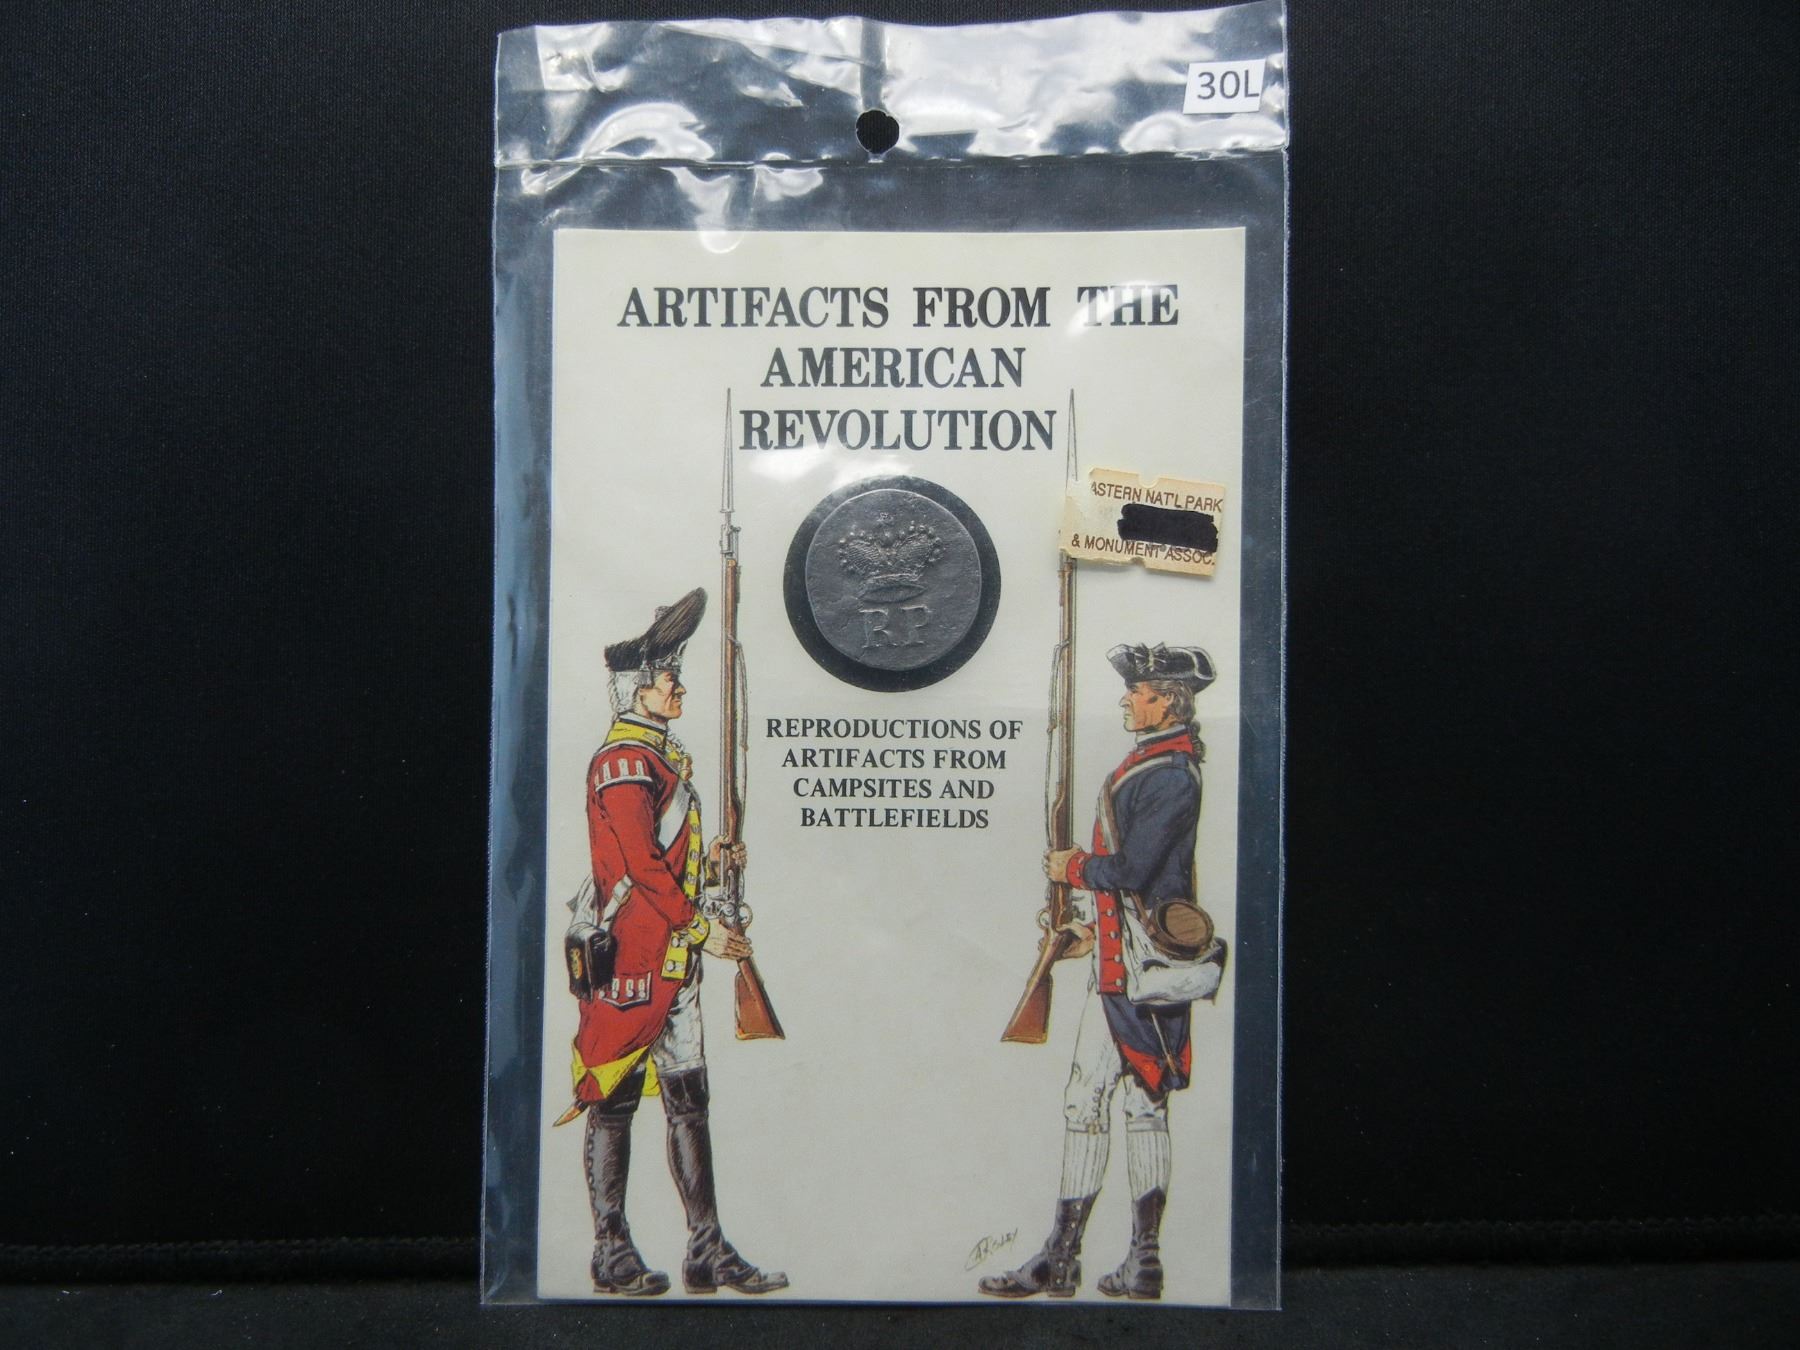 30L
ARTIFACTS FROM THE
AMERICAN
REVOLUTION
ASTERN NAT'L PARK
& MONUMENT ASSOC.
RP
REPRODUCTIONS OF
ARTIFACTS FROM
CAMPSITES AND
BATTLEFIELDS